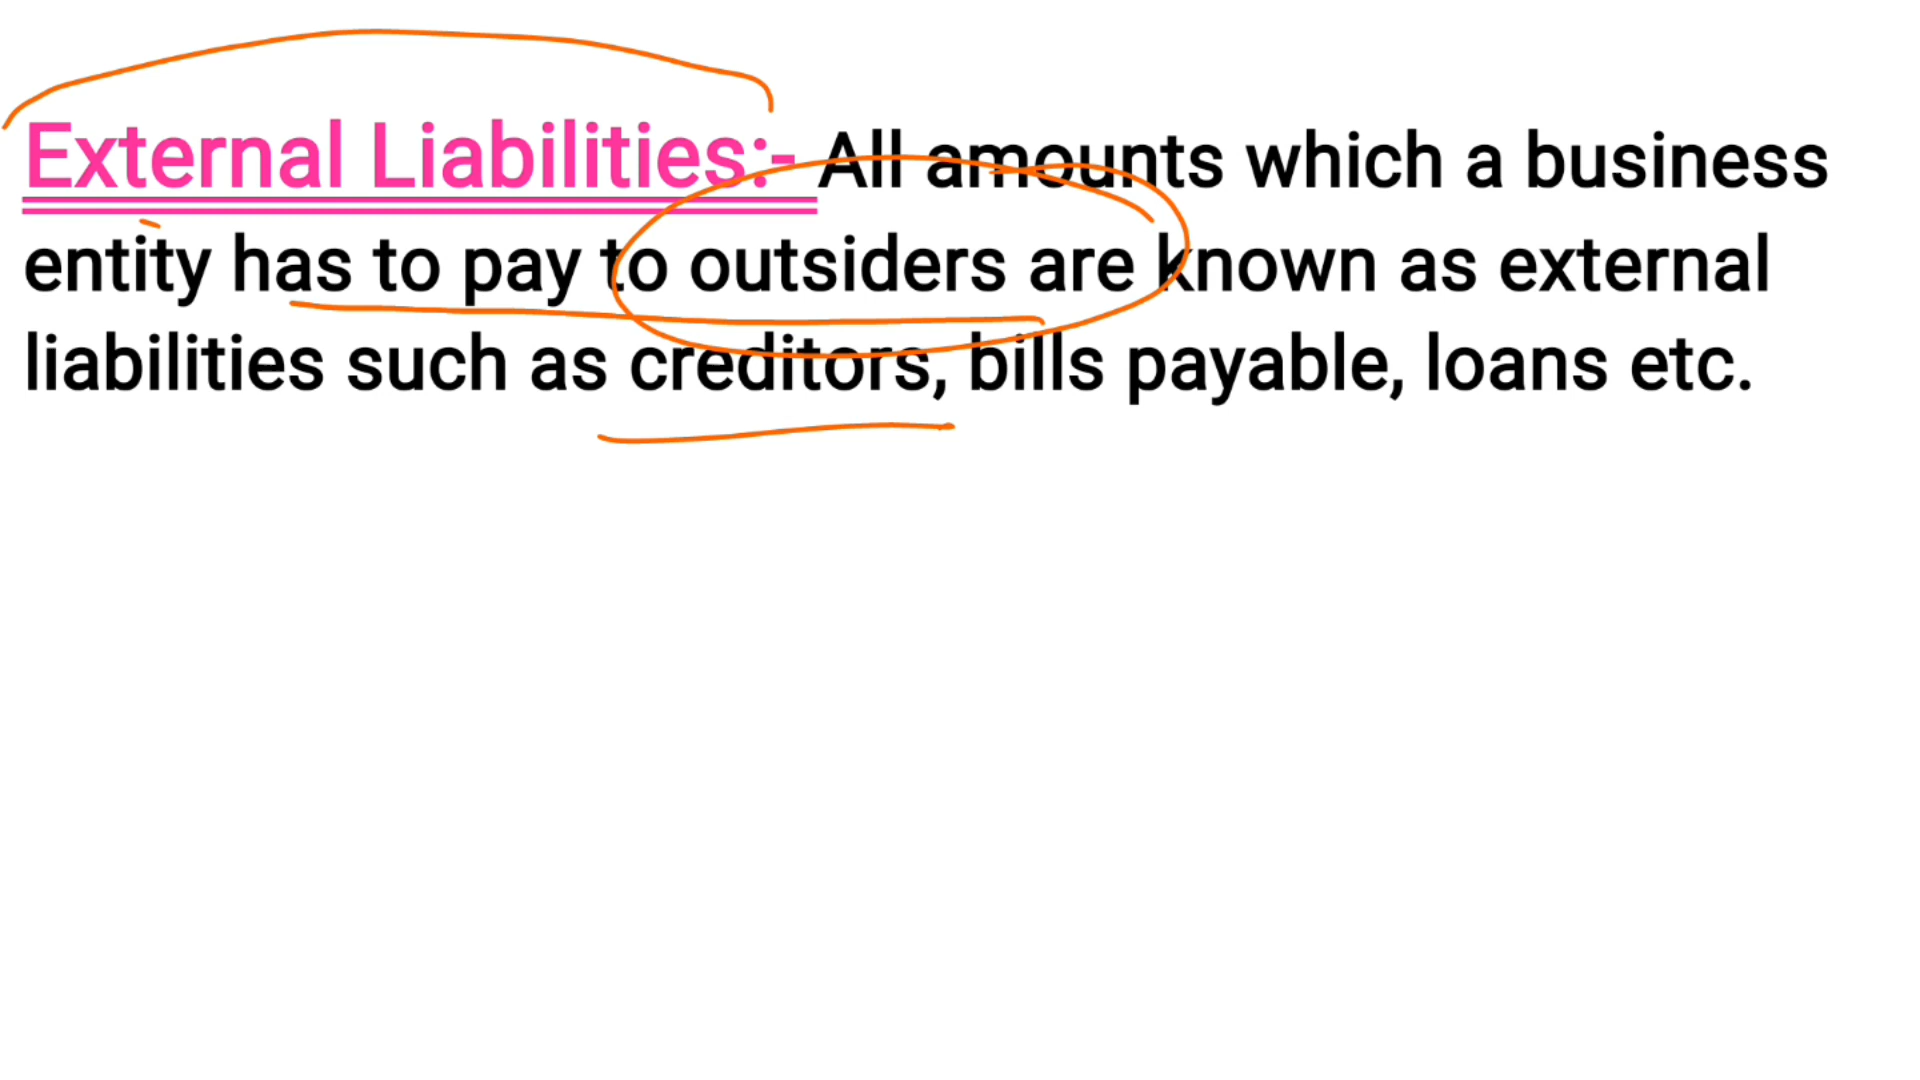 External Liabilities:- All amounts which a business
entity has to pay to outsiders are known as external
liabilities such as creditors, bills payable, loans etc.